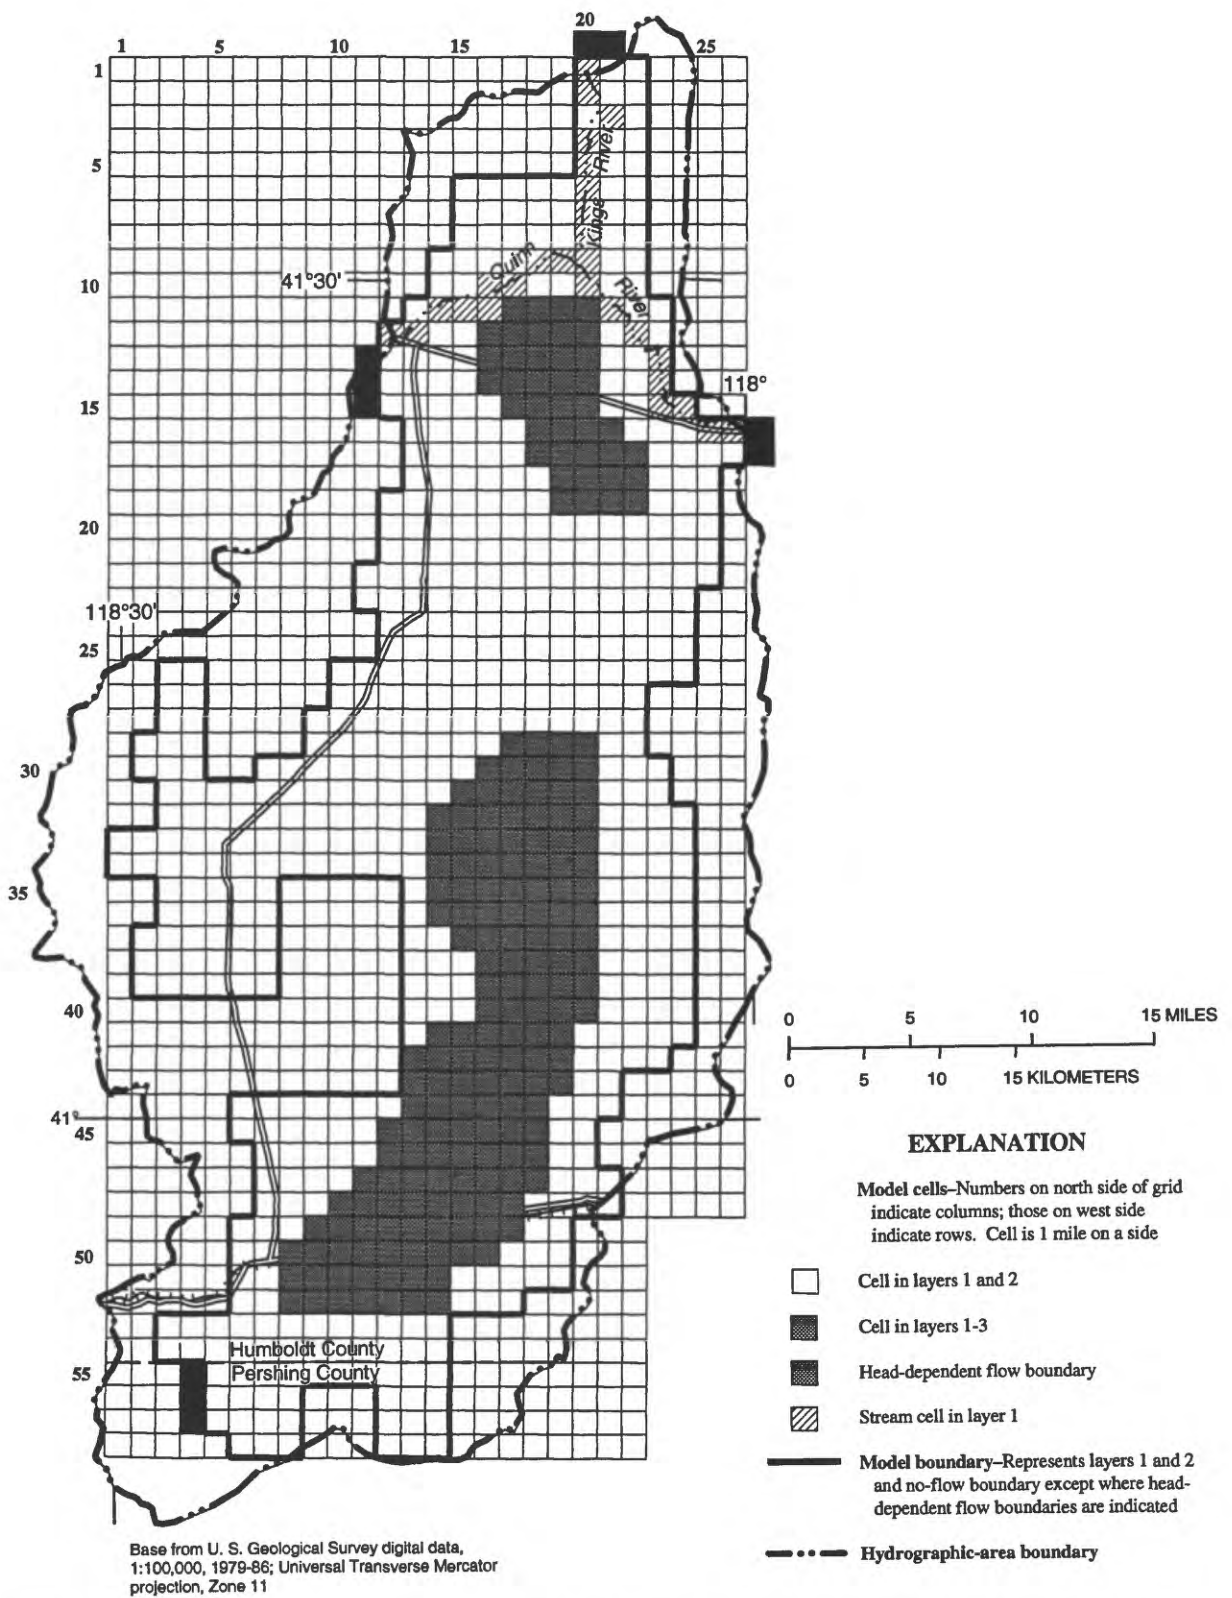 20
1 5 10 15 25
1
5
Kings River
Quinn River
41°30'
10
118°
15
20
118°30'
25
30
35
40
0 5 10 15 MILES
0 5 10 15 KILOMETERS
41°
45
EXPLANATION
Model cells–Numbers on north side of grid
indicate columns; those on west side
indicate rows. Cell is 1 mile on a side
50
Cell in layers 1 and 2
Cell in layers 1-3
Humboldt County
Pershing County
55
Head-dependent flow boundary
Stream cell in layer 1
Model boundary–Represents layers 1 and 2
and no-flow boundary except where head-
dependent flow boundaries are indicated
Hydrographic-area boundary
Base from U. S. Geological Survey digital data,
1:100,000, 1979-86; Universal Transverse Mercator
projection, Zone 11